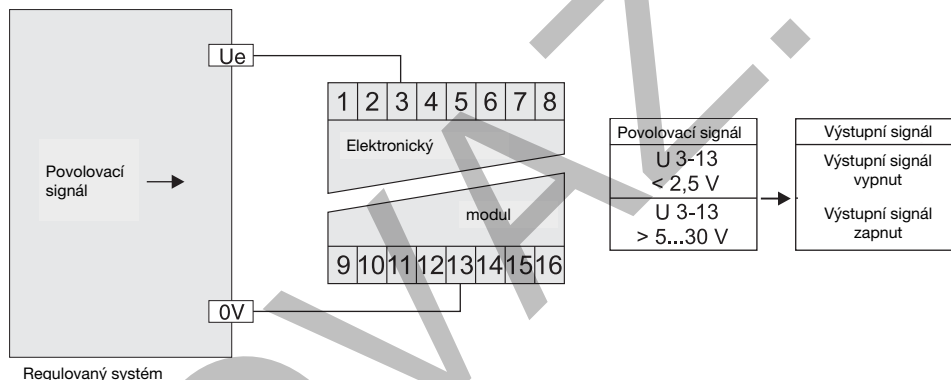 Ue
1 2 3 4 5 6 7 8
Elektronický
modul
9 10 11 12 13 14 15 16
Povolovací
signál
0V
Regulovaný systém
Povolovací signál
U 3-13
< 2,5 V
U 3-13
> 5...30 V
Výstupní signál
Výstupní signál
vypnut
Výstupní signál
zapnut